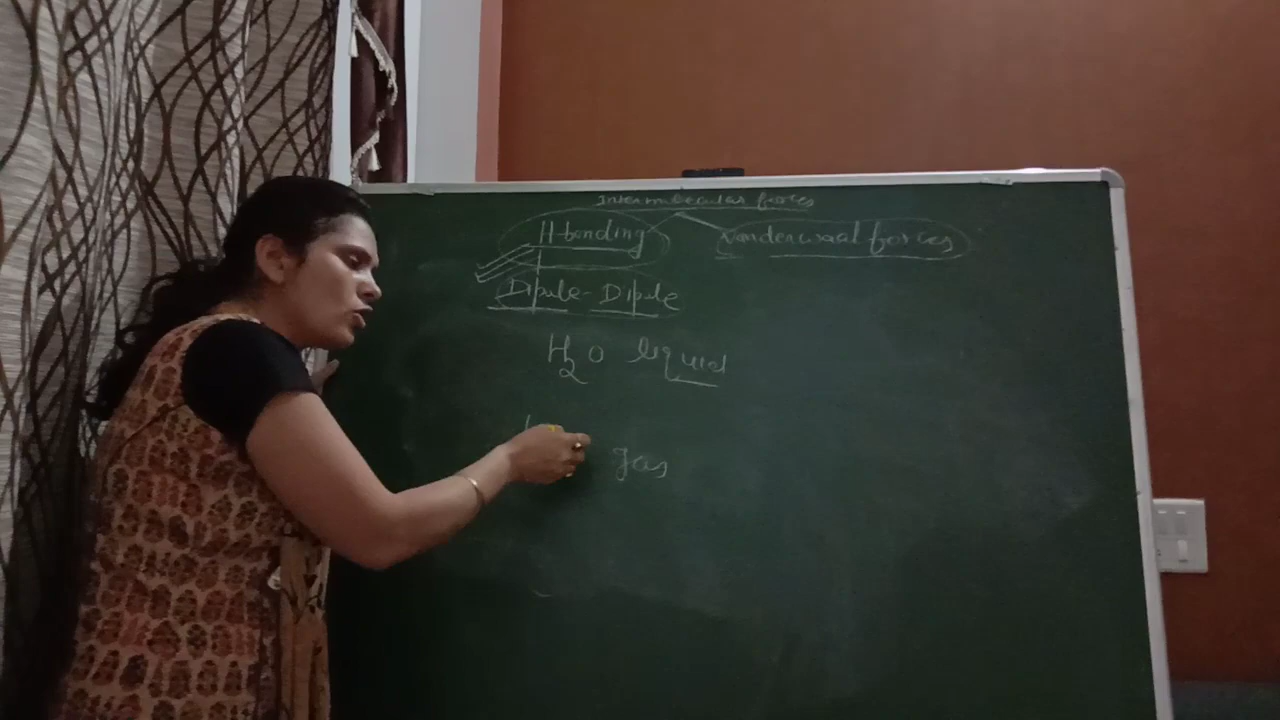 Intermolecular forces
H-bonding Vanderwaal forces
Dipole-Dipole
H2O liquid
gas